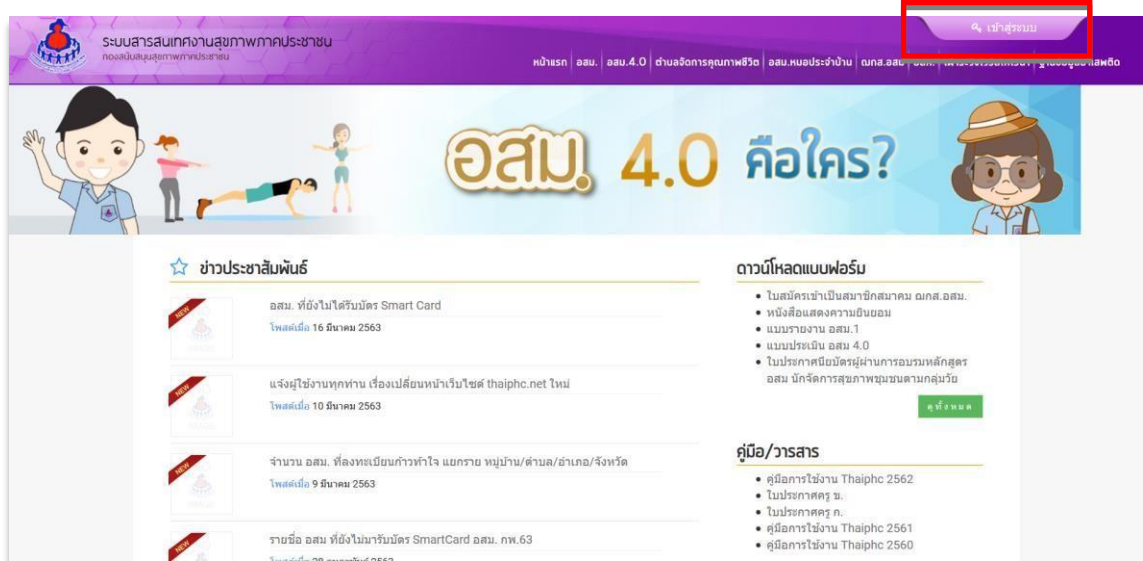 เข้าสู่ระบบ
ระบบสารสนเทศงานสุขภาพภาคประชาชน
กองสนับสนุนสุขภาพภาคประชาชน
หน้าแรก อสม. อสม.4.0 ตำบลจัดการคุณภาพชีวิต อสม.หมอประจำบ้าน ฌกส.อสม
อสม. 4.0 คือใคร?
ข่าวประชาสัมพันธ์
NEW
อสม. ที่ยังไม่ได้รับบัตร Smart Card
โพสต์เมื่อ 16 มีนาคม 2563
NEW
แจ้งผู้ใช้งานทุกท่าน เรื่องเปลี่ยนหน้าเว็บไซต์ thaiphc.net ใหม่
โพสต์เมื่อ 10 มีนาคม 2563
NEW
จำนวน อสม. ที่ลงทะเบียนก้าวท้าใจ แยกราย หมู่บ้าน/ตำบล/อำเภอ/จังหวัด
โพสต์เมื่อ 9 มีนาคม 2563
NEW
รายชื่อ อสม ที่ยังไม่มารับบัตร SmartCard อสม. กพ.63
ดาวน์โหลดแบบฟอร์ม
ใบสมัครเข้าเป็นสมาชิกสมาคม ฌกส.อสม.
หนังสือแสดงความยินยอม
แบบรายงาน อสม.1
แบบประเมิน อสม 4.0
ใบประกาศนียบัตรผู้ผ่านการอบรมหลักสูตร
อสม นักจัดการสุขภาพชุมชนตามกลุ่มวัย
ดูทั้งหมด
คู่มือ/วารสาร
คู่มือการใช้งาน Thaiphc 2562
ใบประกาศครู ข.
ใบประกาศครู ก.
คู่มือการใช้งาน Thaiphc 2561
คู่มือการใช้งาน Thaiphc 2560